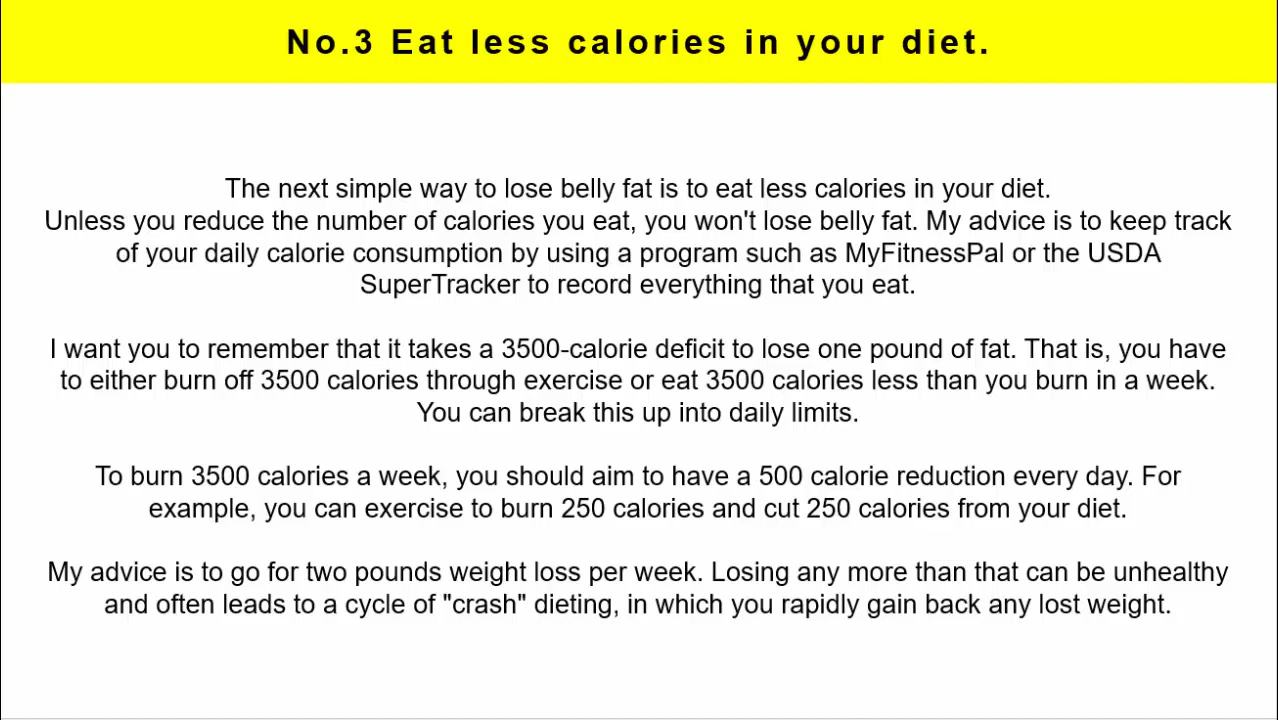 No.3 Eat less calories in your diet.
The next simple way to lose belly fat is to eat less calories in your diet.
Unless you reduce the number of calories you eat, you won't lose belly fat. My advice is to keep track
of your daily calorie consumption by using a program such as MyFitnessPal or the USDA
SuperTracker to record everything that you eat.
I want you to remember that it takes a 3500-calorie deficit to lose one pound of fat. That is, you have
to either burn off 3500 calories through exercise or eat 3500 calories less than you burn in a week.
You can break this up into daily limits.
To burn 3500 calories a week, you should aim to have a 500 calorie reduction every day. For
example, you can exercise to burn 250 calories and cut 250 calories from your diet.
My advice is to go for two pounds weight loss per week. Losing any more than that can be unhealthy
and often leads to a cycle of "crash" dieting, in which you rapidly gain back any lost weight.